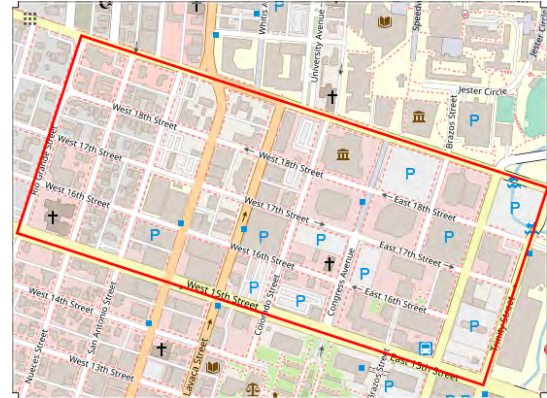 Whitis A
University Avenue
Speedw
Jester Circle
Jester Circle
Brazos Street
West 18th Street
West 17th Street
West 16th Street
Rio Grande Street
West 18th Street
East 18th Street
West 17th Street
East 17th Street
West 16th Street
East 16th Street
West 15th Street
East 15th Street
Congress Avenue
Colorado Street
Trinity Street
West 14th Street
West 13th Street
San Antonio Street
Nueces Street
Lavaca Street
Brazos Street
P
P
P
P
P
P
P
P
P
P
P
P
P